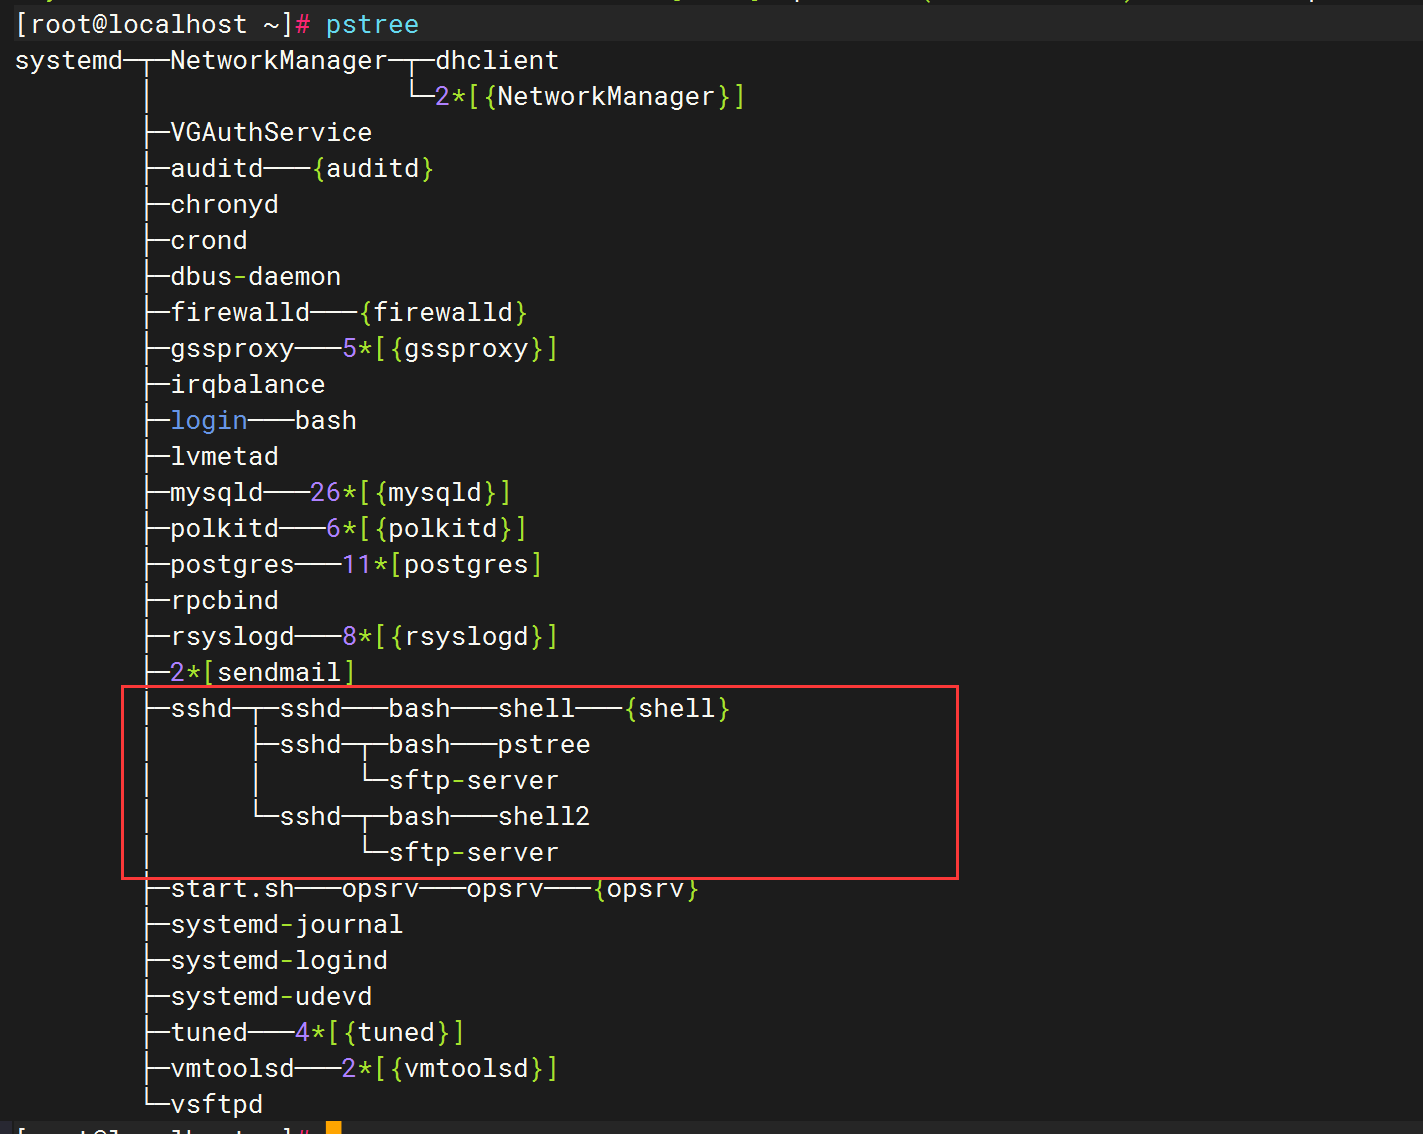 [root@localhost ~]# pstree
systemd─┬─NetworkManager─┬─dhclient
        │                └─2*[{NetworkManager}]
        ├─VGAuthService
        ├─auditd───{auditd}
        ├─chronyd
        ├─crond
        ├─dbus-daemon
        ├─firewalld───{firewalld}
        ├─gssproxy───5*[{gssproxy}]
        ├─irqbalance
        ├─login───bash
        ├─lvmetad
        ├─mysqld───26*[{mysqld}]
        ├─polkitd───6*[{polkitd}]
        ├─postgres───11*[postgres]
        ├─rpcbind
        ├─rsyslogd───8*[{rsyslogd}]
        ├─2*[sendmail]
        ├─sshd─┬─sshd───bash───shell───{shell}
        │      ├─sshd─┬─bash───pstree
        │      │      └─sftp-server
        │      └─sshd─┬─bash───shell2
        │             └─sftp-server
        ├─start.sh───opsrv───opsrv───{opsrv}
        ├─systemd-journal
        ├─systemd-logind
        ├─systemd-udevd
        ├─tuned───4*[{tuned}]
        ├─vmtoolsd───2*[{vmtoolsd}]
        └─vsftpd